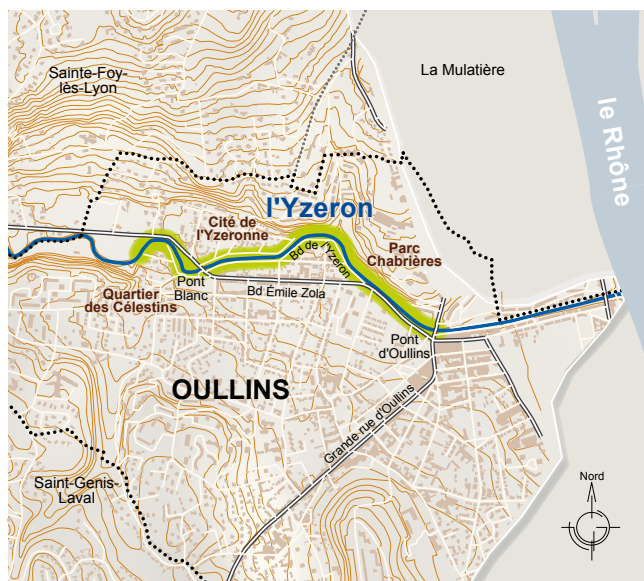 Sainte-Foy-
lès-Lyon
La Mulatière
le Rhône
l'Yzeron
Cité de
l'Yzeronne
Bd de
l'Yzeron
Parc
Chabrières
Quartier
des Célestins
Pont
Blanc
Bd Émile Zola
Pont
d'Oullins
OULLINS
Grande rue d'Oullins
Saint-Genis-
Laval
Nord